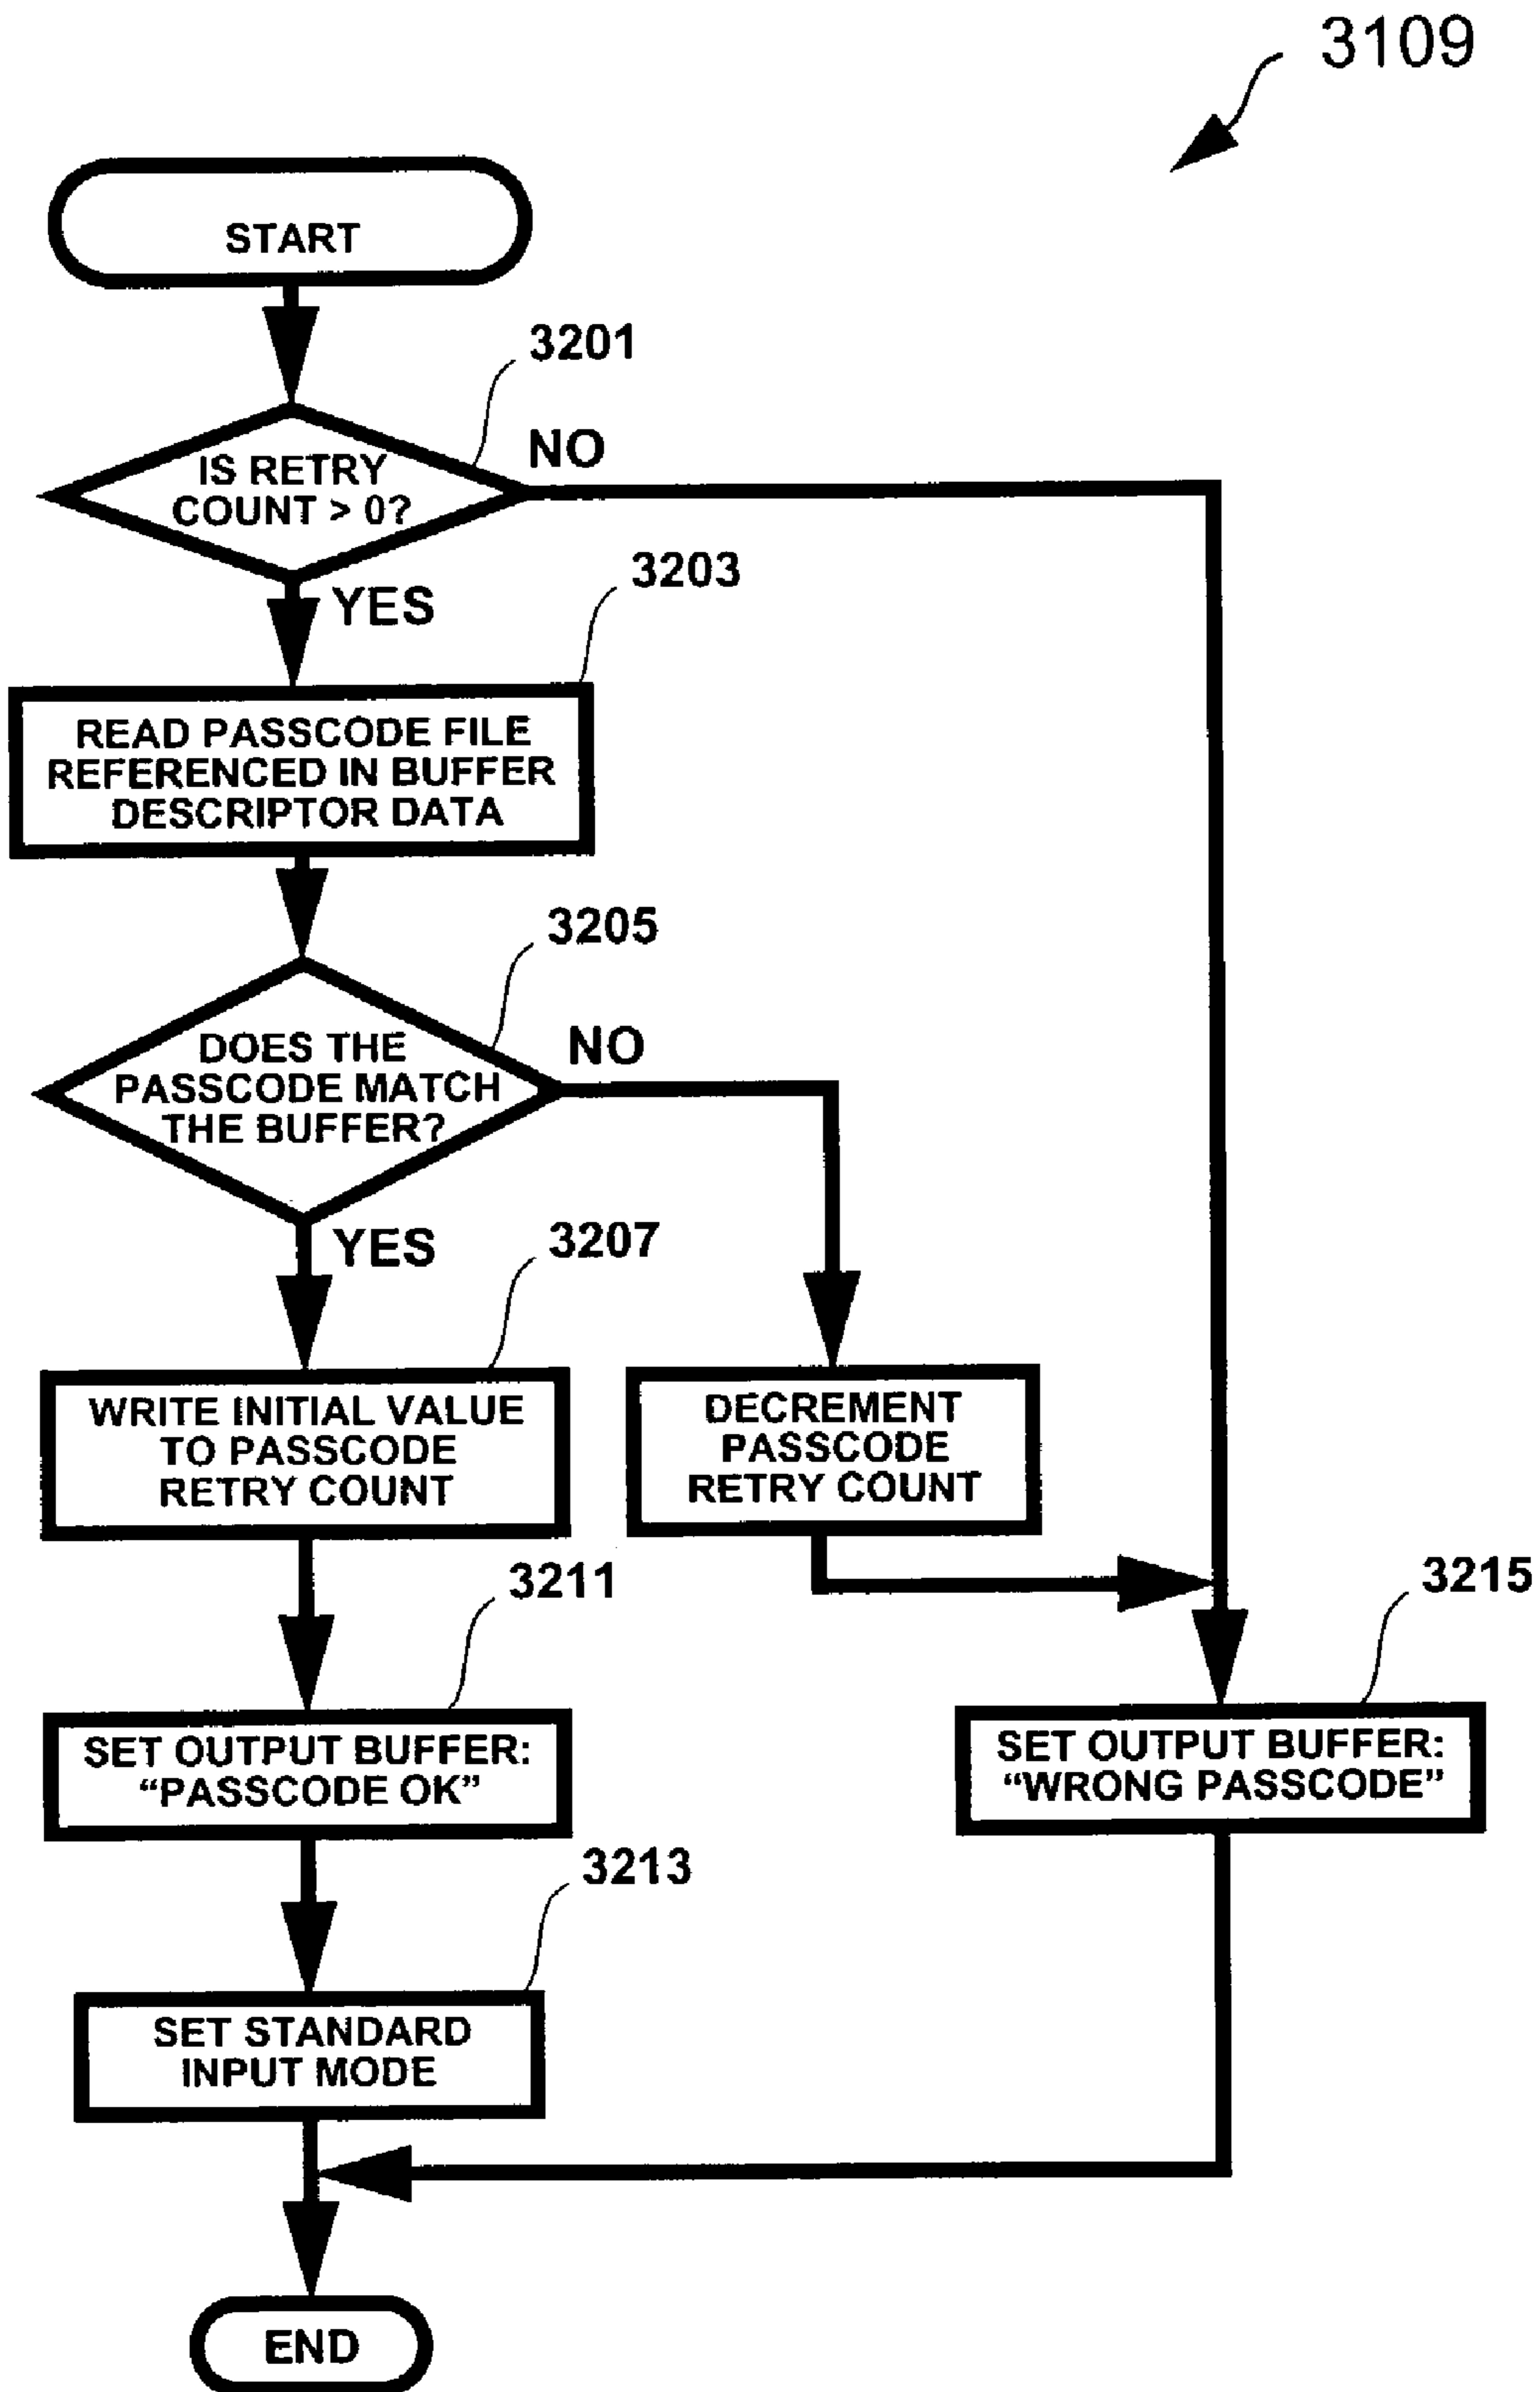 3109
START
3201
NO
IS RETRY
COUNT > 0?
YES
3203
READ PASSCODE FILE
REFERENCED IN BUFFER
DESCRIPTOR DATA
3205
NO
DOES THE
PASSCODE MATCH
THE BUFFER?
YES
3207
WRITE INITIAL VALUE
TO PASSCODE
RETRY COUNT
DECREMENT
PASSCODE
RETRY COUNT
3211
3215
SET OUTPUT BUFFER:
“PASSCODE OK”
SET OUTPUT BUFFER:
“WRONG PASSCODE”
3213
SET STANDARD
INPUT MODE
END